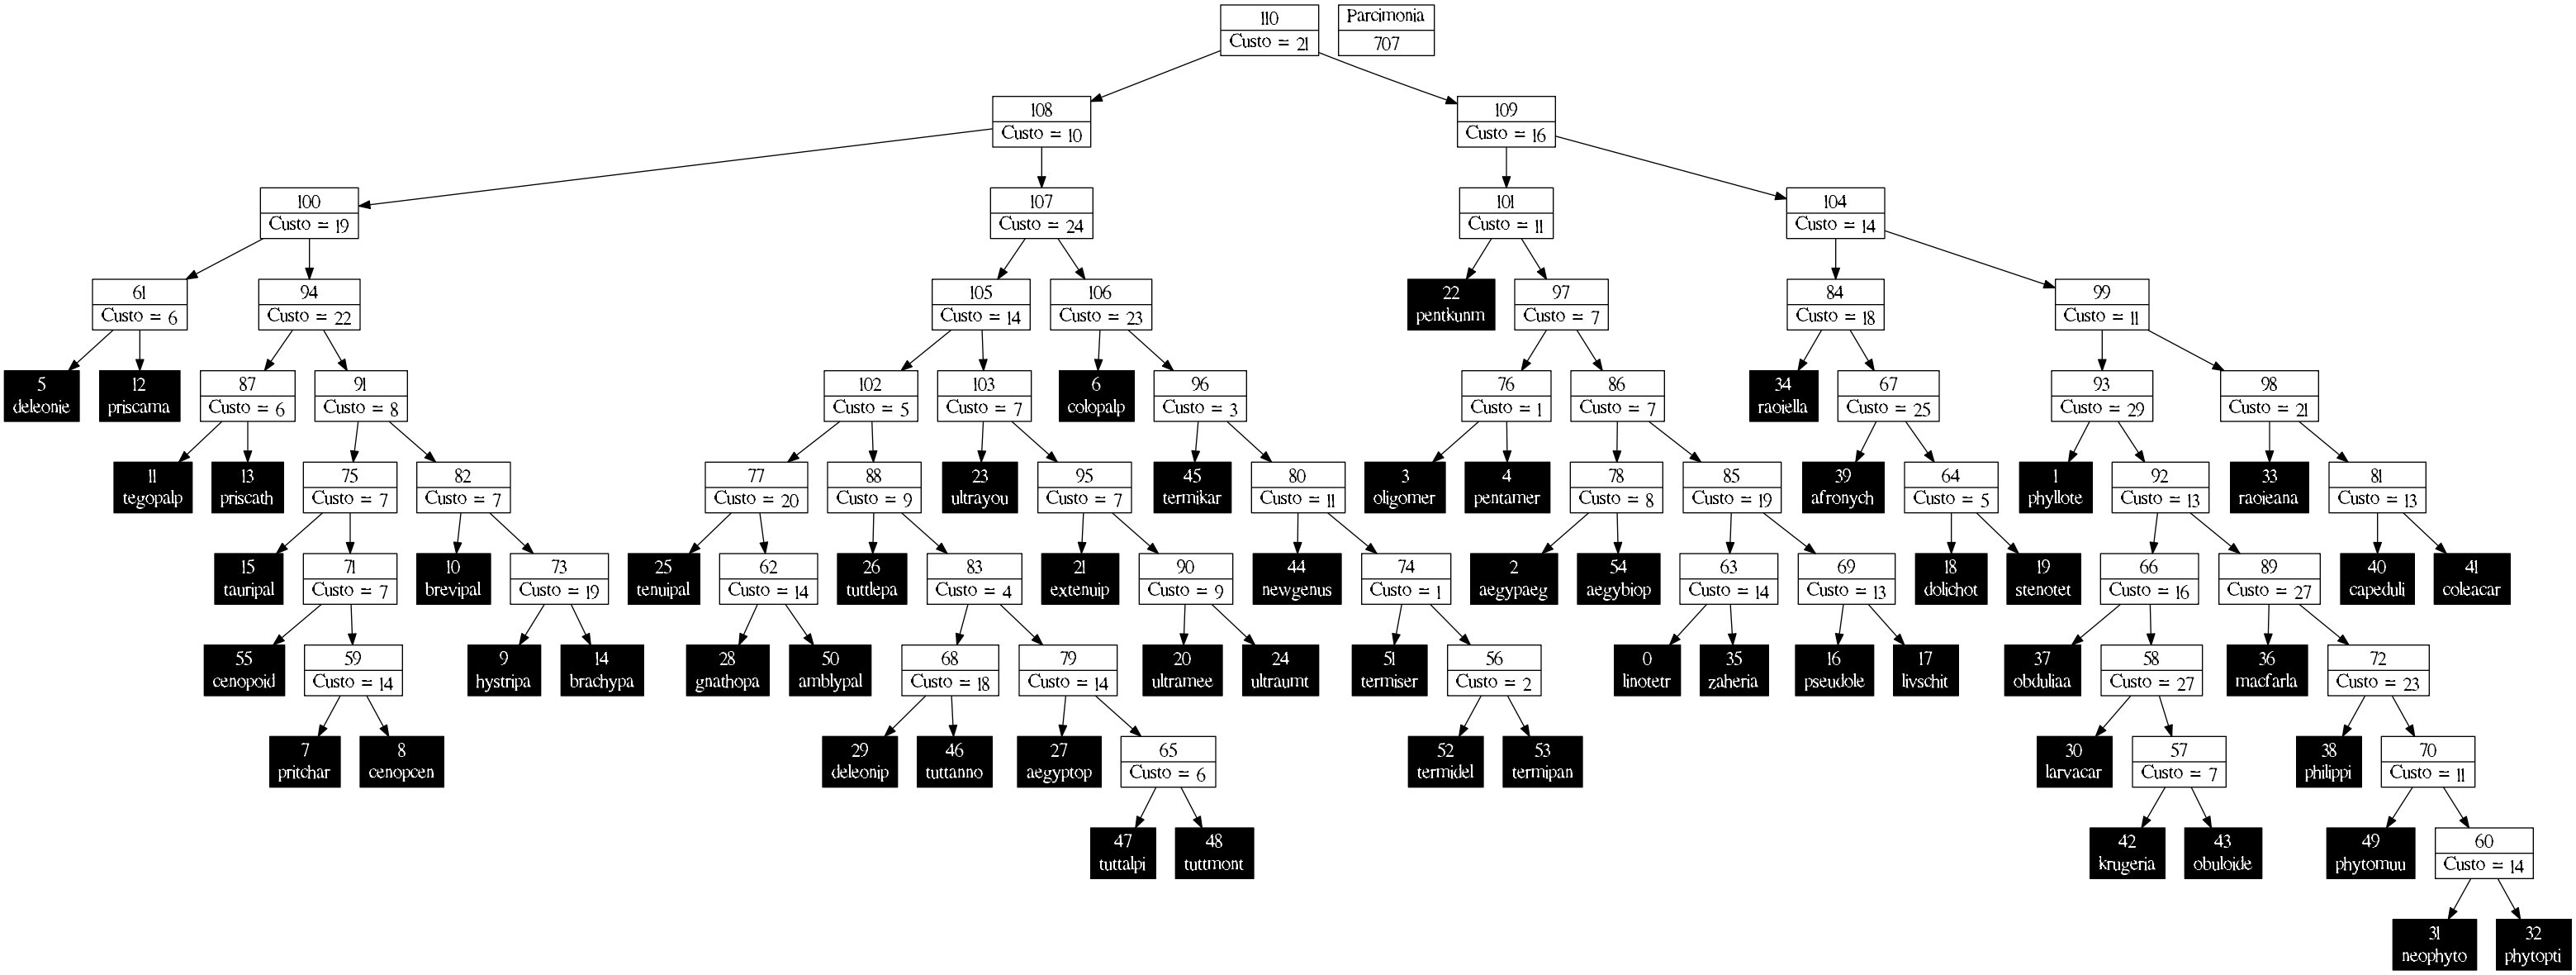 110
Custo = 21
Parcimonia
707
108
Custo = 10
109
Custo = 16
100
Custo = 19
107
Custo = 24
101
Custo = 11
104
Custo = 14
61
Custo = 6
94
Custo = 22
105
Custo = 14
106
Custo = 23
22
pentkunm
97
Custo = 7
84
Custo = 18
99
Custo = 11
5
deleonie
12
priscama
87
Custo = 6
91
Custo = 8
102
Custo = 5
103
Custo = 7
6
colopalp
96
Custo = 3
76
Custo = 1
86
Custo = 7
34
raoiella
67
Custo = 25
93
Custo = 29
98
Custo = 21
11
tegopalp
13
priscath
75
Custo = 7
82
Custo = 7
77
Custo = 20
88
Custo = 9
23
ultrayou
95
Custo = 7
45
termikar
80
Custo = 11
3
oligomer
4
pentamer
78
Custo = 8
85
Custo = 19
39
afronych
64
Custo = 5
1
phyllote
92
Custo = 13
33
raoieana
81
Custo = 13
15
tauripal
71
Custo = 7
10
brevipal
73
Custo = 19
25
tenuipal
62
Custo = 14
26
tuttlepa
83
Custo = 4
21
extenuip
90
Custo = 9
44
newgenus
74
Custo = 1
2
aegypaeg
54
aegybiop
63
Custo = 14
69
Custo = 13
18
dolichot
19
stenotet
66
Custo = 16
89
Custo = 27
40
capeduli
41
coleacar
55
cenopoid
59
Custo = 14
9
hystripa
14
brachypa
28
gnathopa
50
amblypal
68
Custo = 18
79
Custo = 14
20
ultramee
24
ultraumt
51
termiser
56
Custo = 2
0
linotetr
35
zaheria
16
pseudole
17
livschit
37
obduliaa
58
Custo = 27
36
macfarla
72
Custo = 23
7
pritchar
8
cenopcen
29
deleonip
46
tuttanno
27
aegyptop
65
Custo = 6
52
termidel
53
termipan
30
larvacar
57
Custo = 7
38
philippi
70
Custo = 11
47
tuttalpi
48
tuttmont
42
krugeria
43
obuloide
49
phytomuu
60
Custo = 14
31
neophyto
32
phytopti